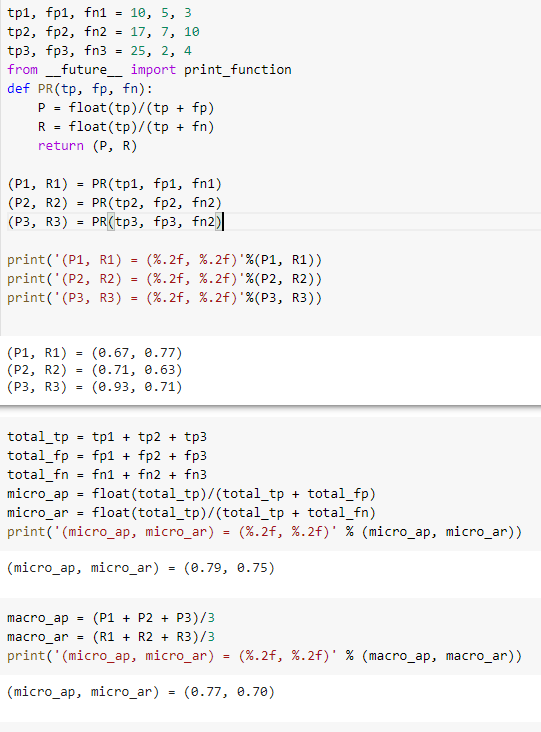 tp1, fp1, fn1 = 10, 5, 3
tp2, fp2, fn2 = 17, 7, 10
tp3, fp3, fn3 = 25, 2, 4
from __future__ import print_function
def PR(tp, fp, fn):
    P = float(tp)/(tp + fp)
    R = float(tp)/(tp + fn)
    return (P, R)
(P1, R1) = PR(tp1, fp1, fn1)
(P2, R2) = PR(tp2, fp2, fn2)
(P3, R3) = PR(tp3, fp3, fn2)
print('(P1, R1) = (%.2f, %.2f)'%(P1, R1))
print('(P2, R2) = (%.2f, %.2f)'%(P2, R2))
print('(P3, R3) = (%.2f, %.2f)'%(P3, R3))
(P1, R1) = (0.67, 0.77)
(P2, R2) = (0.71, 0.63)
(P3, R3) = (0.93, 0.71)
total_tp = tp1 + tp2 + tp3
total_fp = fp1 + fp2 + fp3
total_fn = fn1 + fn2 + fn3
micro_ap = float(total_tp)/(total_tp + total_fp)
micro_ar = float(total_tp)/(total_tp + total_fn)
print('(micro_ap, micro_ar) = (%.2f, %.2f)' % (micro_ap, micro_ar))
(micro_ap, micro_ar) = (0.79, 0.75)
macro_ap = (P1 + P2 + P3)/3
macro_ar = (R1 + R2 + R3)/3
print('(micro_ap, micro_ar) = (%.2f, %.2f)' % (macro_ap, macro_ar))
(micro_ap, micro_ar) = (0.77, 0.70)